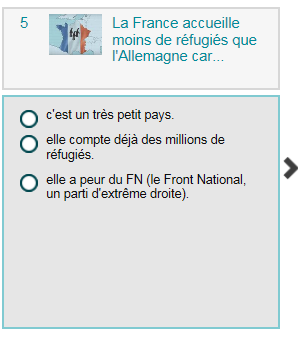 5
La France accueille
moins de réfugiés que
l'Allemagne car...
c'est un très petit pays.
elle compte déjà des millions de
réfugiés.
elle a peur du FN (le Front National,
un parti d'extrême droite).